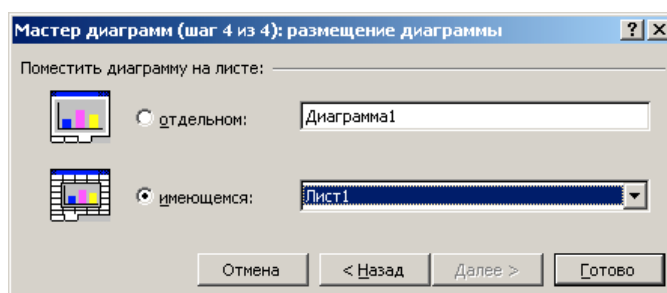 Мастер диаграмм (шаг 4 из 4): размещение диаграммы
Поместить диаграмму на листе:
отдельном: Диаграмма1
имеющемся: Лист1
Отмена < Назад Далее > Готово